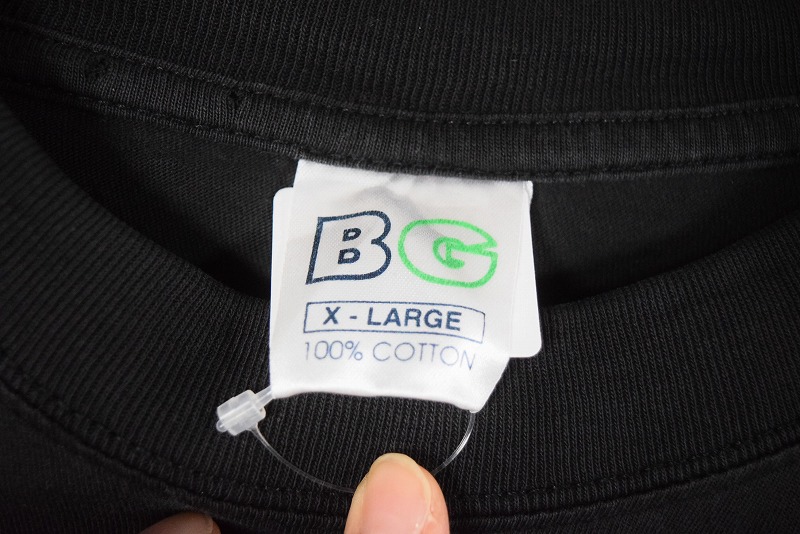 BG
X - LARGE
100% COTTON